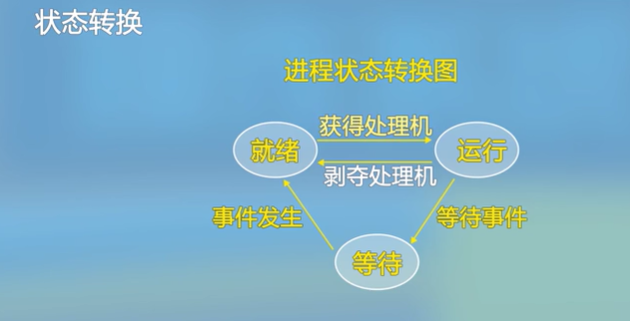 状态转换
进程状态转换图
获得处理机
就绪
运行
剥夺处理机
事件发生
等待事件
等待